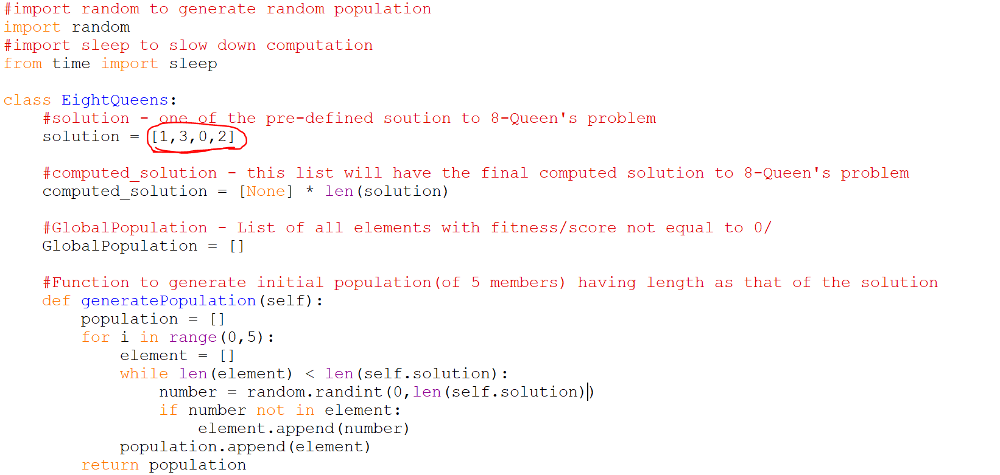 #import random to generate random population
import random
#import sleep to slow down computation
from time import sleep
class EightQueens:
#solution - one of the pre-defined soution to 8-Queen's problem
solution = [1,3,0,2]
#computed_solution - this list will have the final computed solution to 8-Queen's problem
computed_solution = [None] * len(solution)
#GlobalPopulation - List of all elements with fitness/score not equal to 0/
GlobalPopulation = []
#Function to generate initial population(of 5 members) having length as that of the solution
def generatePopulation(self):
population = []
for i in range(0,5):
element = []
while len(element) < len(self.solution):
number = random.randint(0,len(self.solution))
if number not in element:
element.append(number)
population.append(element)
return population